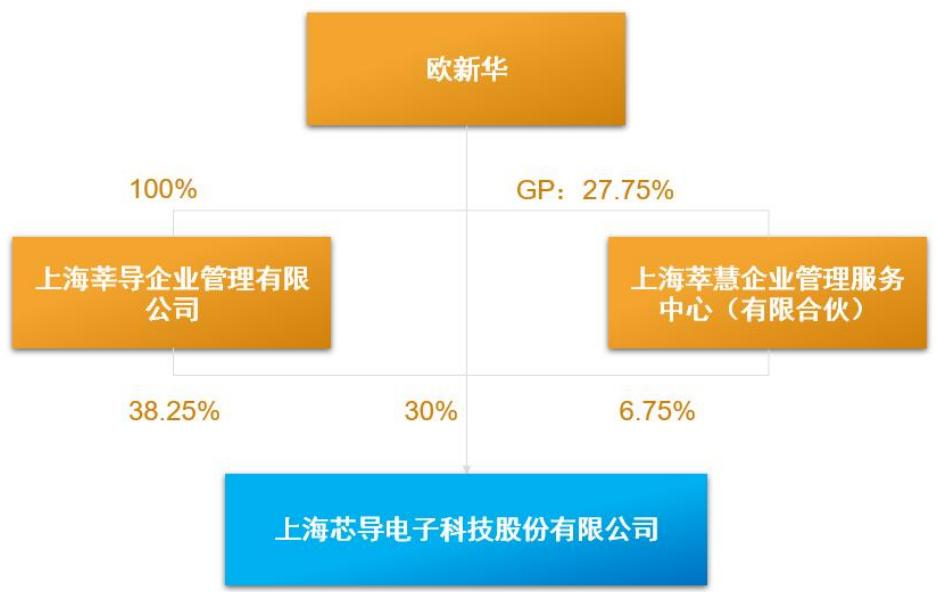 欧新华
100%
GP：27.75%
上海莘导企业管理有限
公司
上海萃慧企业管理服务
中心（有限合伙）
38.25%
30%
6.75%
上海芯导电子科技股份有限公司